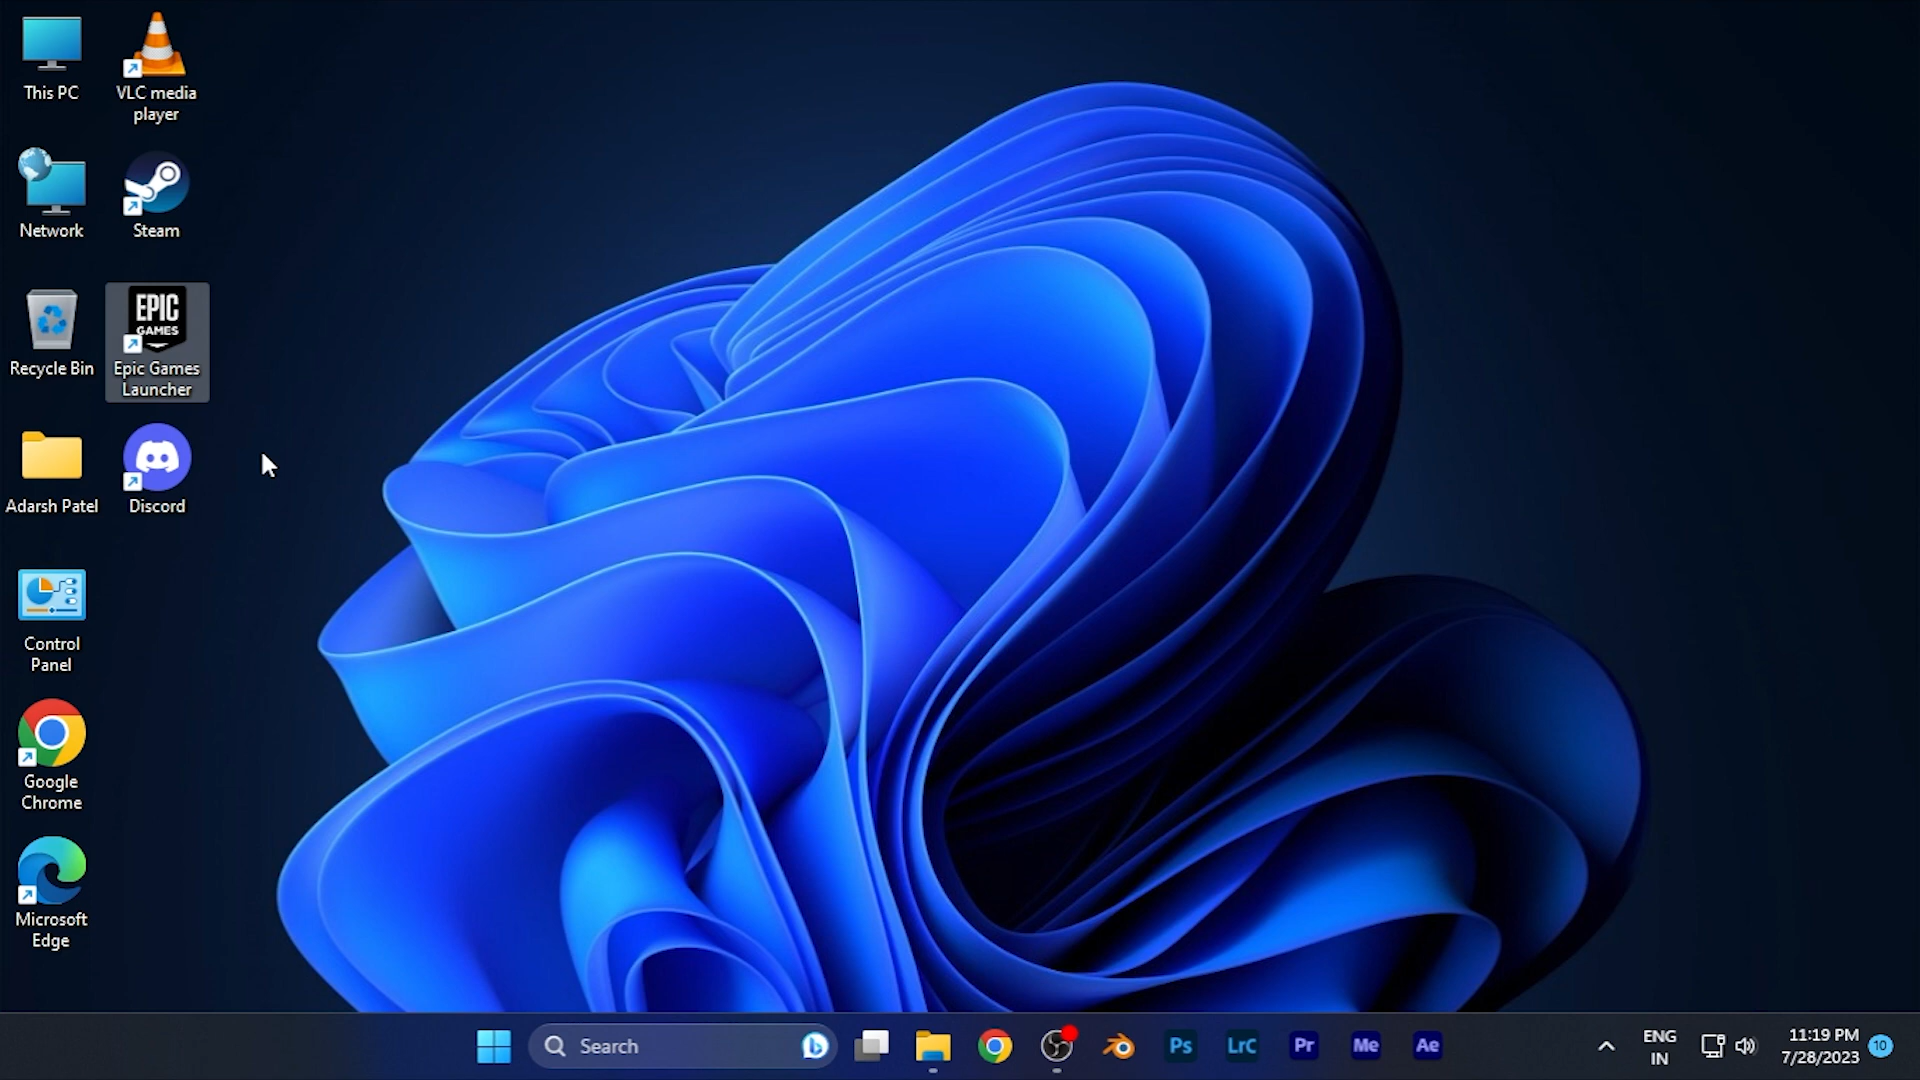 This PC
VLC media
player
Network
Steam
Recycle Bin
EPIC
GAMES
Epic Games
Launcher
Adarsh Patel
Discord
Control
Panel
Google
Chrome
Microsoft
Edge
Search
Ps
LrC
Pr
Me
Ae
ENG
IN
11:19 PM
7/28/2023
10